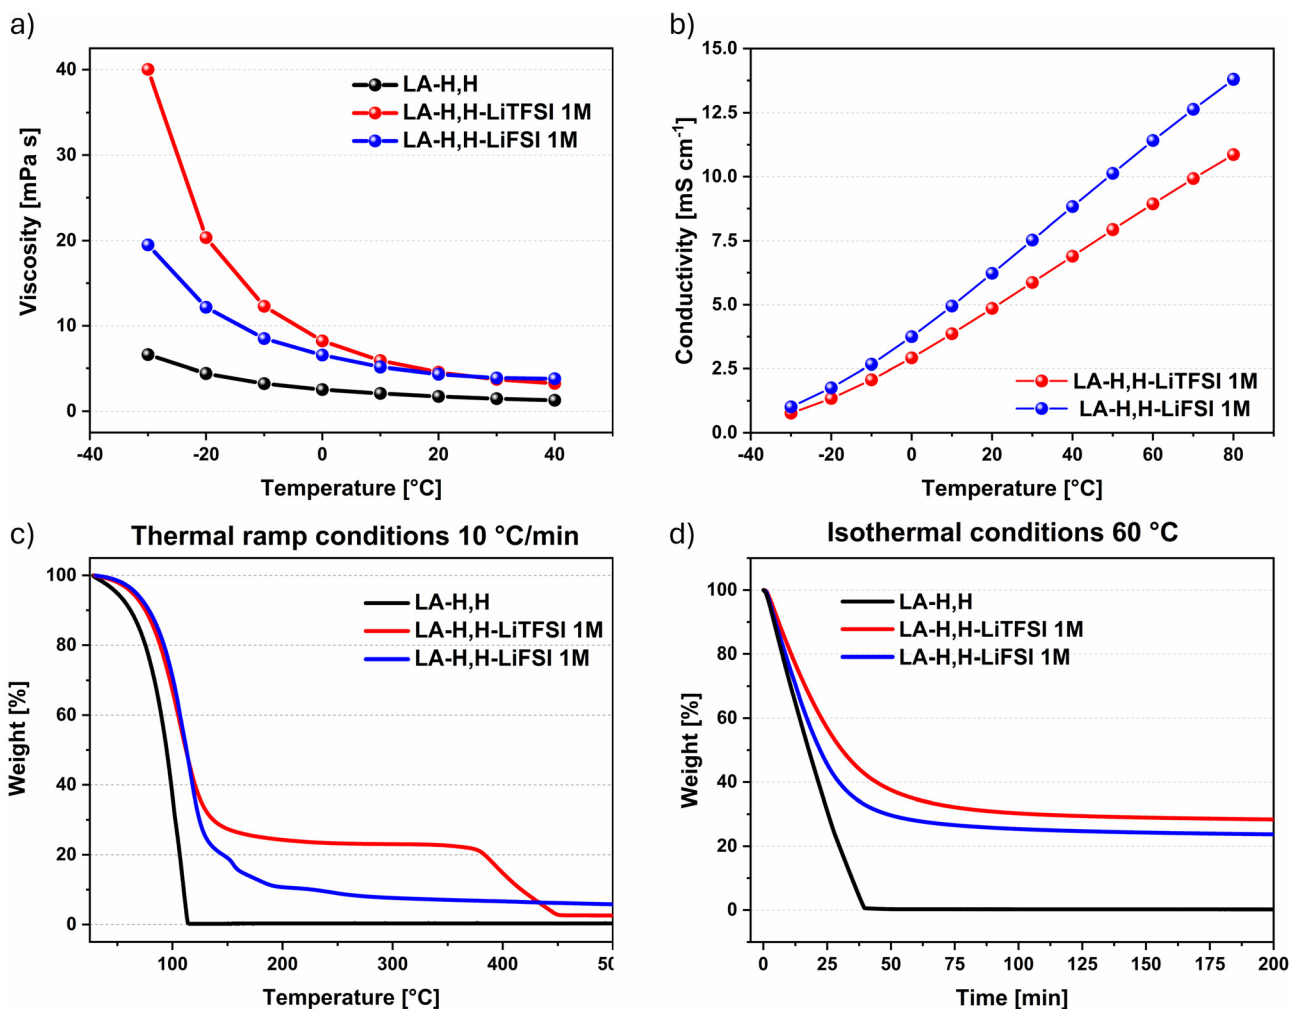 a)
40
30
20
10
0
-40
-20
0
20
40
Viscosity [mPa s]
Temperature [°C]
LA-H,H
LA-H,H-LiTFSI 1M
LA-H,H-LiFSI 1M
b)
15.0
12.5
10.0
7.5
5.0
2.5
0.0
-40
-20
0
20
40
60
80
Conductivity [mS cm⁻¹]
Temperature [°C]
LA-H,H-LiTFSI 1M
LA-H,H-LiFSI 1M
c)
Thermal ramp conditions 10 °C/min
100
80
60
40
20
0
100
200
300
400
50
Weight [%]
Temperature [°C]
LA-H,H
LA-H,H-LiTFSI 1M
LA-H,H-LiFSI 1M
d)
Isothermal conditions 60 °C
100
80
60
40
20
0
0
25
50
75
100
125
150
175
200
Weight [%]
Time [min]
LA-H,H
LA-H,H-LiTFSI 1M
LA-H,H-LiFSI 1M